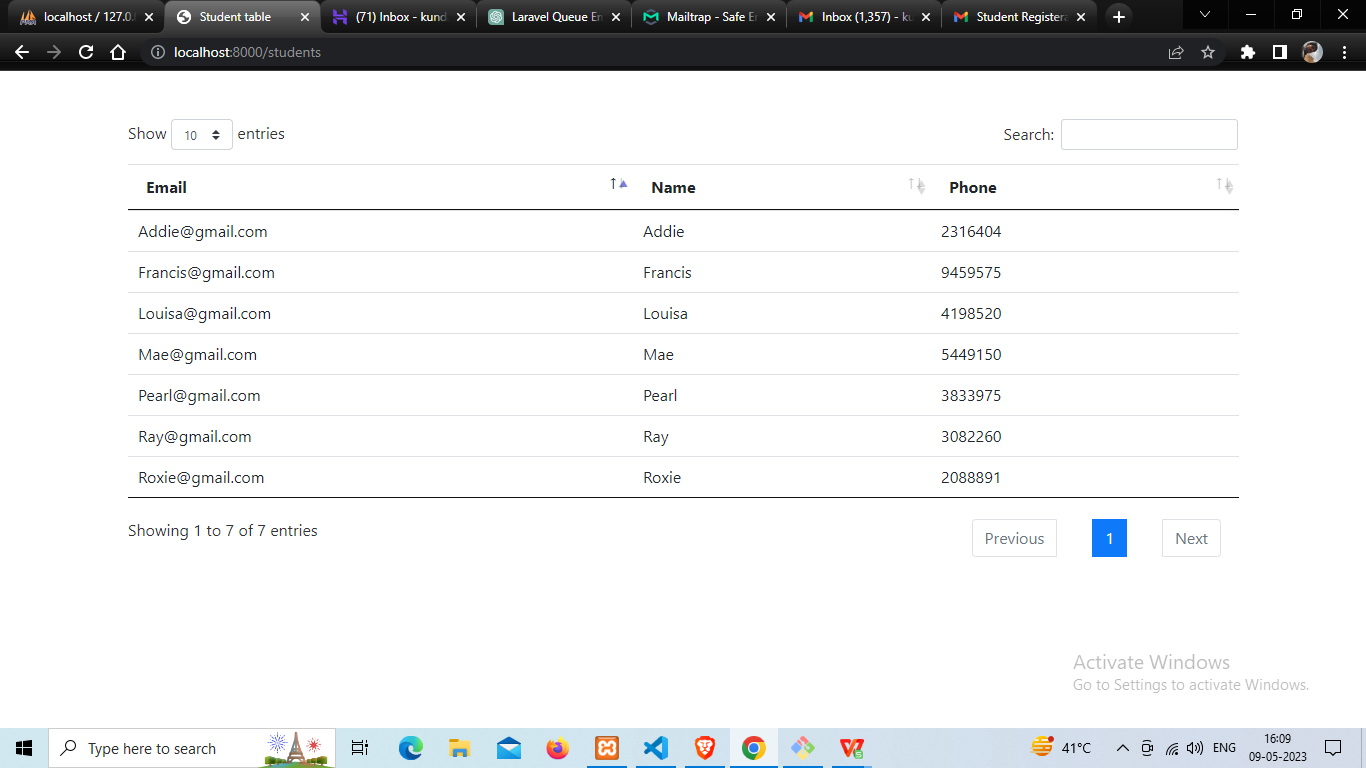 localhost / 127.0. Student table (71) Inbox - kund Laravel Queue En Mailtrap - Safe E Inbox (1,357) - ku Student Registera
localhost:8000/students
Show 10 entries Search:
Email Name Phone
Addie@gmail.com Addie 2316404
Francis@gmail.com Francis 9459575
Louisa@gmail.com Louisa 4198520
Mae@gmail.com Mae 5449150
Pearl@gmail.com Pearl 3833975
Ray@gmail.com Ray 3082260
Roxie@gmail.com Roxie 2088891
Showing 1 to 7 of 7 entries Previous 1 Next
Activate Windows
Go to Settings to activate Windows.
Type here to search 41°C ENG 16:09
09-05-2023